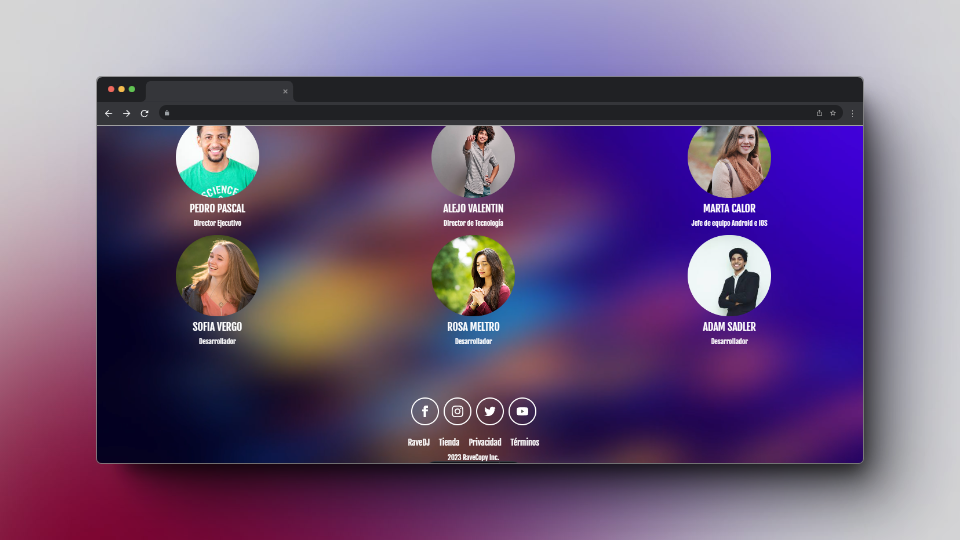 SCIENCE
PEDRO PASCAL
Director Ejecutivo
ALEJO VALENTIN
Director de Tecnología
MARTA CALOR
Jefe de equipo Android e IOS
SOFIA VERGO
Desarrollador
ROSA MELTRO
Desarrollador
ADAM SADLER
Desarrollador
RaveDJ Tienda Privacidad Términos
2023 RaveCopy Inc.